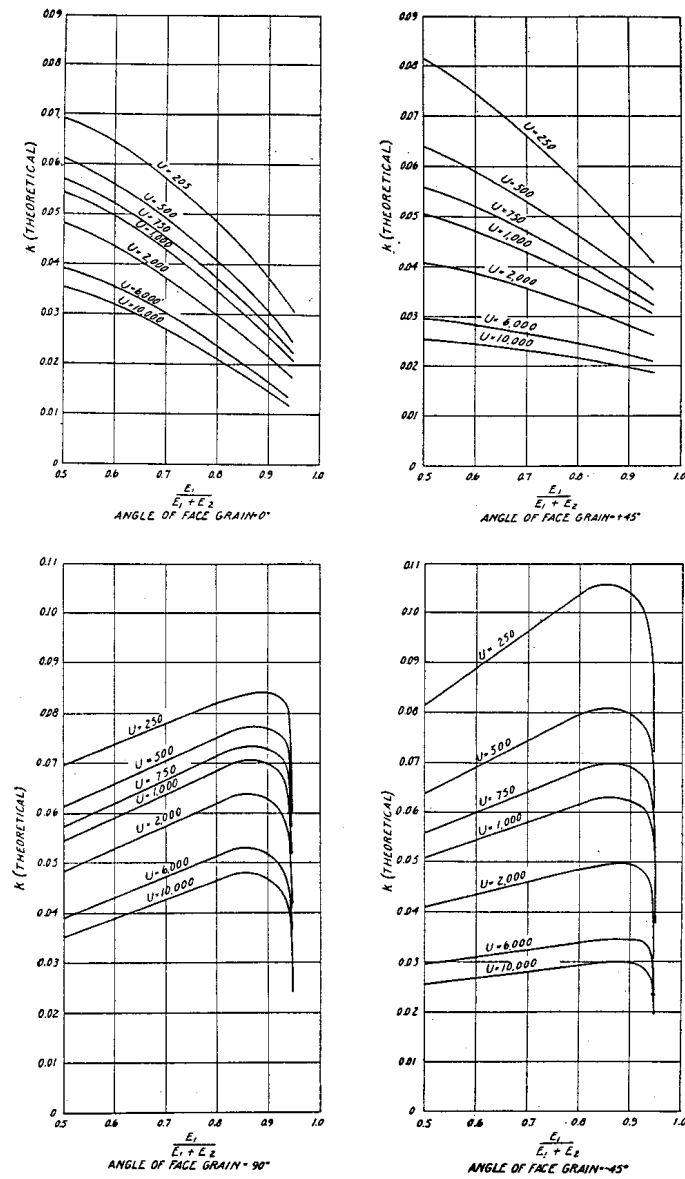 0.09
0.08
0.07
0.06
0.05
0.04
0.03
0.02
0.01
0
K (THEORETICAL)
U = 205
U = 500
U = 750
U = 1,000
U = 2,000
U = 6,000
U = 10,000
0.5 0.6 0.7 0.8 0.9 1.0
E1
E1 + E2
ANGLE OF FACE GRAIN=0°
0.09
0.08
0.07
0.06
0.05
0.04
0.03
0.02
0.01
0
K (THEORETICAL)
U = 250
U = 500
U = 750
U = 1,000
U = 2,000
U = 6,000
U = 10,000
0.5 0.6 0.7 0.8 0.9 1.0
E1
E1 + E2
ANGLE OF FACE GRAIN=+45°
0.11
0.10
0.09
0.08
0.07
0.06
0.05
0.04
0.03
0.02
0.01
0
K (THEORETICAL)
U = 250
U = 500
U = 750
U = 1,000
U = 2,000
U = 6,000
U = 10,000
0.5 0.6 0.7 0.8 0.9 1.0
E1
E1 + E2
ANGLE OF FACE GRAIN = 90°
0.11
0.10
0.09
0.08
0.07
0.06
0.05
0.04
0.03
0.02
0.01
0
K (THEORETICAL)
U = 250
U = 500
U = 750
U = 1,000
U = 2,000
U = 6,000
U = 10,000
0.5 0.6 0.7 0.8 0.9 1.0
E1
E1 + E2
ANGLE OF FACE GRAIN=-45°